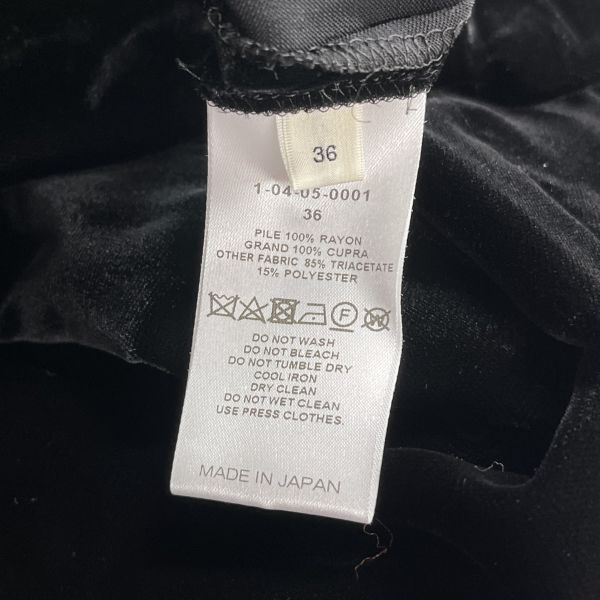 36
1-04-05-0001
36
PILE 100% RAYON
GRAND 100% CUPRA
OTHER FABRIC 85% TRIACETATE
15% POLYESTER
F
W
DO NOT WASH
DO NOT BLEACH
DO NOT TUMBLE DRY
COOL IRON
DRY CLEAN
DO NOT WET CLEAN
USE PRESS CLOTHES.
MADE IN JAPAN